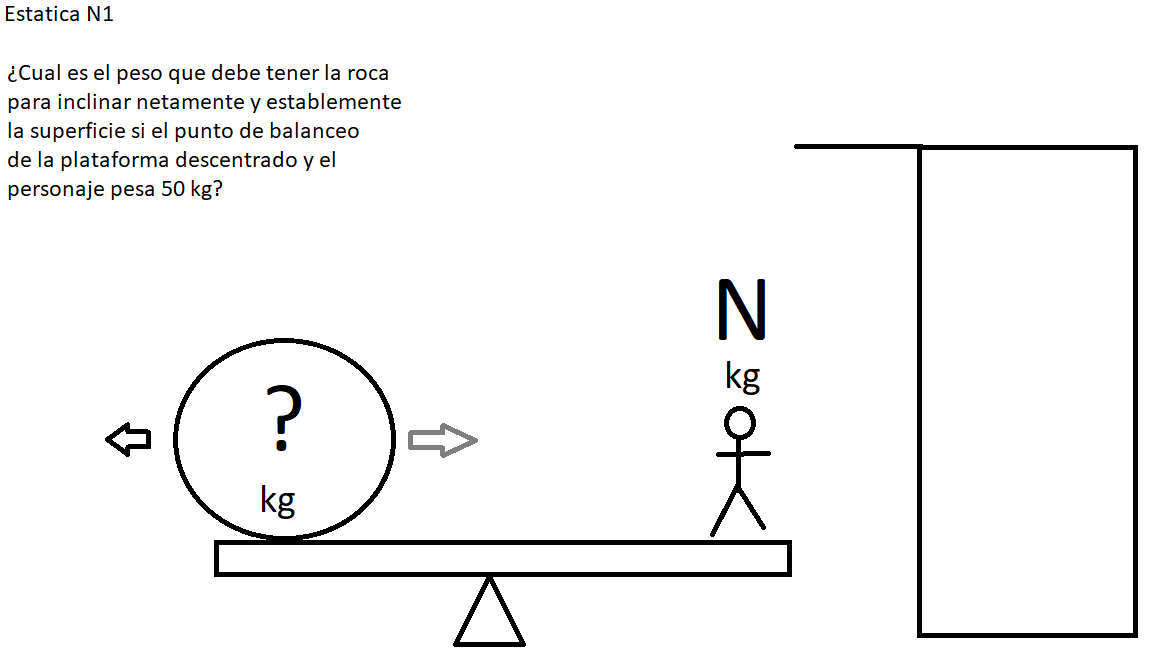 Estatica N1
¿Cual es el peso que debe tener la roca
para inclinar netamente y establemente
la superficie si el punto de balanceo
de la plataforma descentrado y el
personaje pesa 50 kg?
N
kg
?
kg